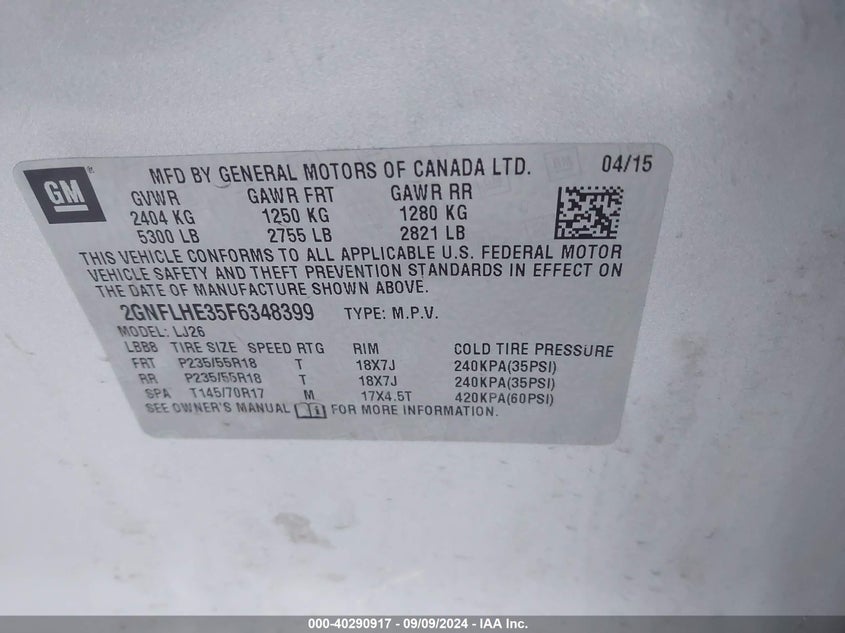 GM
MFD BY GENERAL MOTORS OF CANADA LTD. 04/15
GVWR GAWR FRT GAWR RR
2404 KG 1250 KG 1280 KG
5300 LB 2755 LB 2821 LB
THIS VEHICLE CONFORMS TO ALL APPLICABLE U.S. FEDERAL MOTOR
VEHICLE SAFETY AND THEFT PREVENTION STANDARDS IN EFFECT ON
THE DATE OF MANUFACTURE SHOWN ABOVE.
2GNFLHE35F6348399 TYPE: M.P.V.
MODEL: LJ26
LBB8 TIRE SIZE SPEED RTG RIM COLD TIRE PRESSURE
FRT P235/55R18 T 18X7J 240KPA(35PSI)
RR P235/55R18 T 18X7J 240KPA(35PSI)
SPA T145/70R17 M 17X4.5T 420KPA(60PSI)
SEE OWNER'S MANUAL FOR MORE INFORMATION.
000-40290917 - 09/09/2024 - IAA Inc.